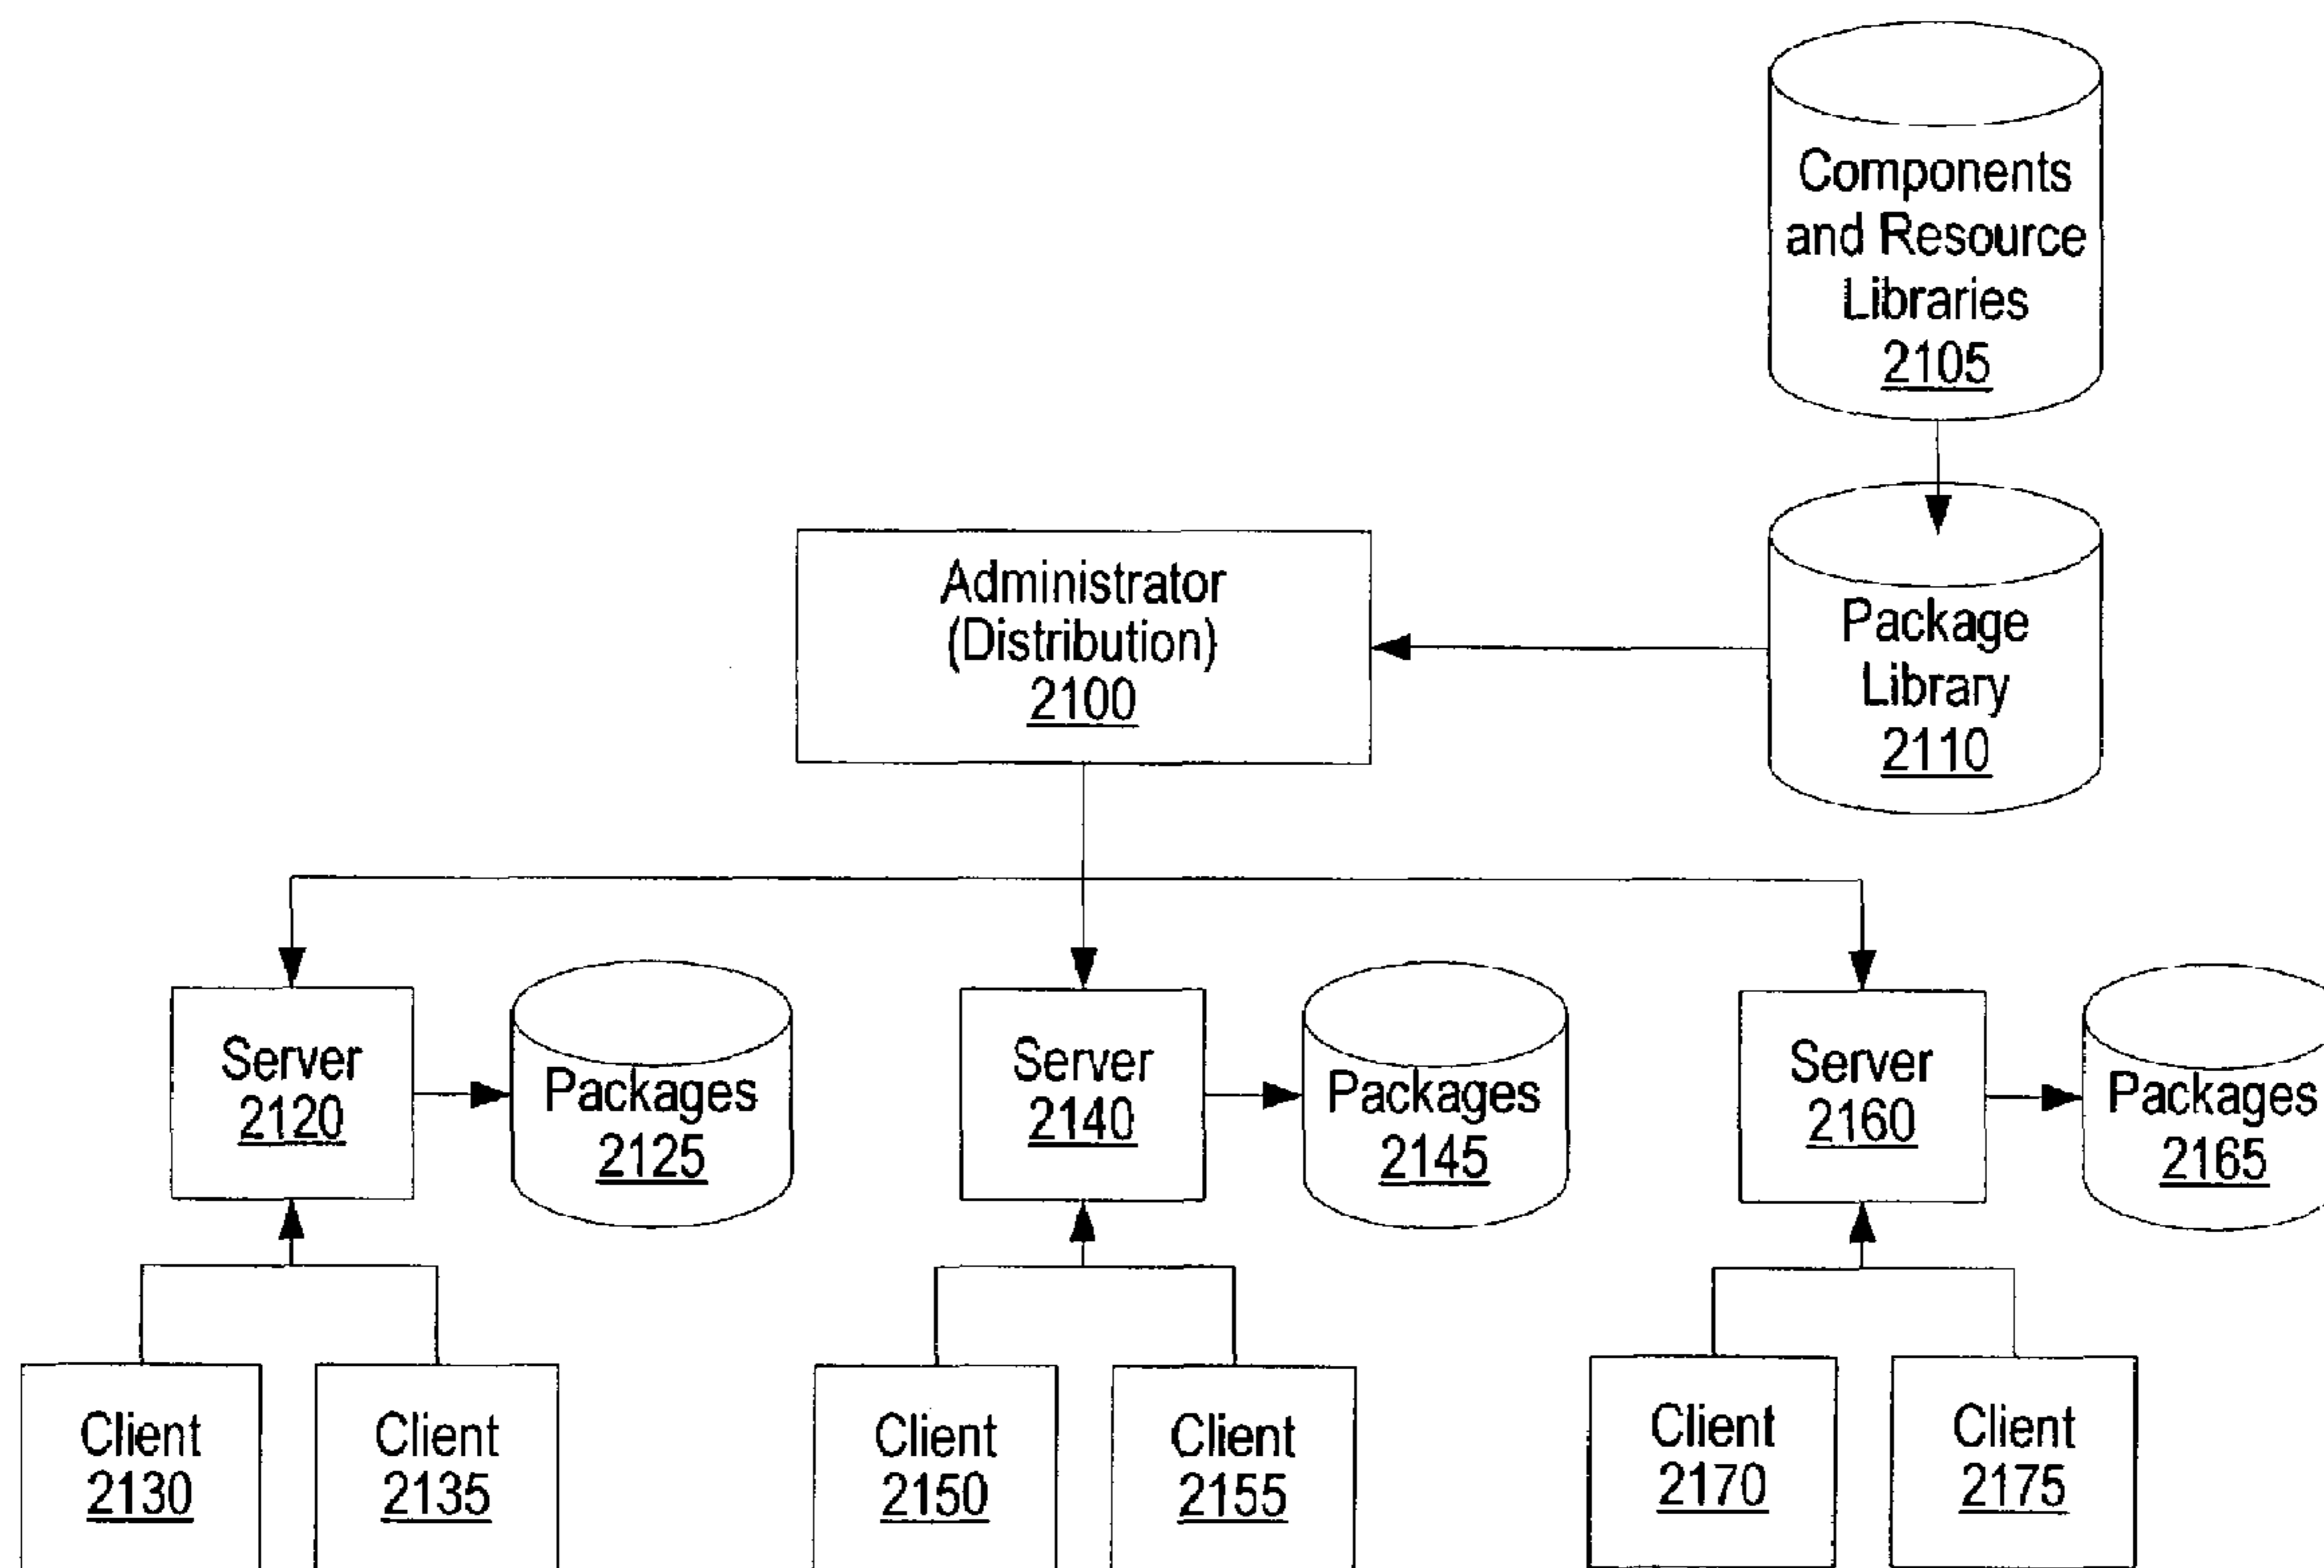 Components
and Resource
Libraries
2105
Administrator
(Distribution)
2100
Package
Library
2110
Server
2120
Packages
2125
Server
2140
Packages
2145
Server
2160
Packages
2165
Client
2130
Client
2135
Client
2150
Client
2155
Client
2170
Client
2175